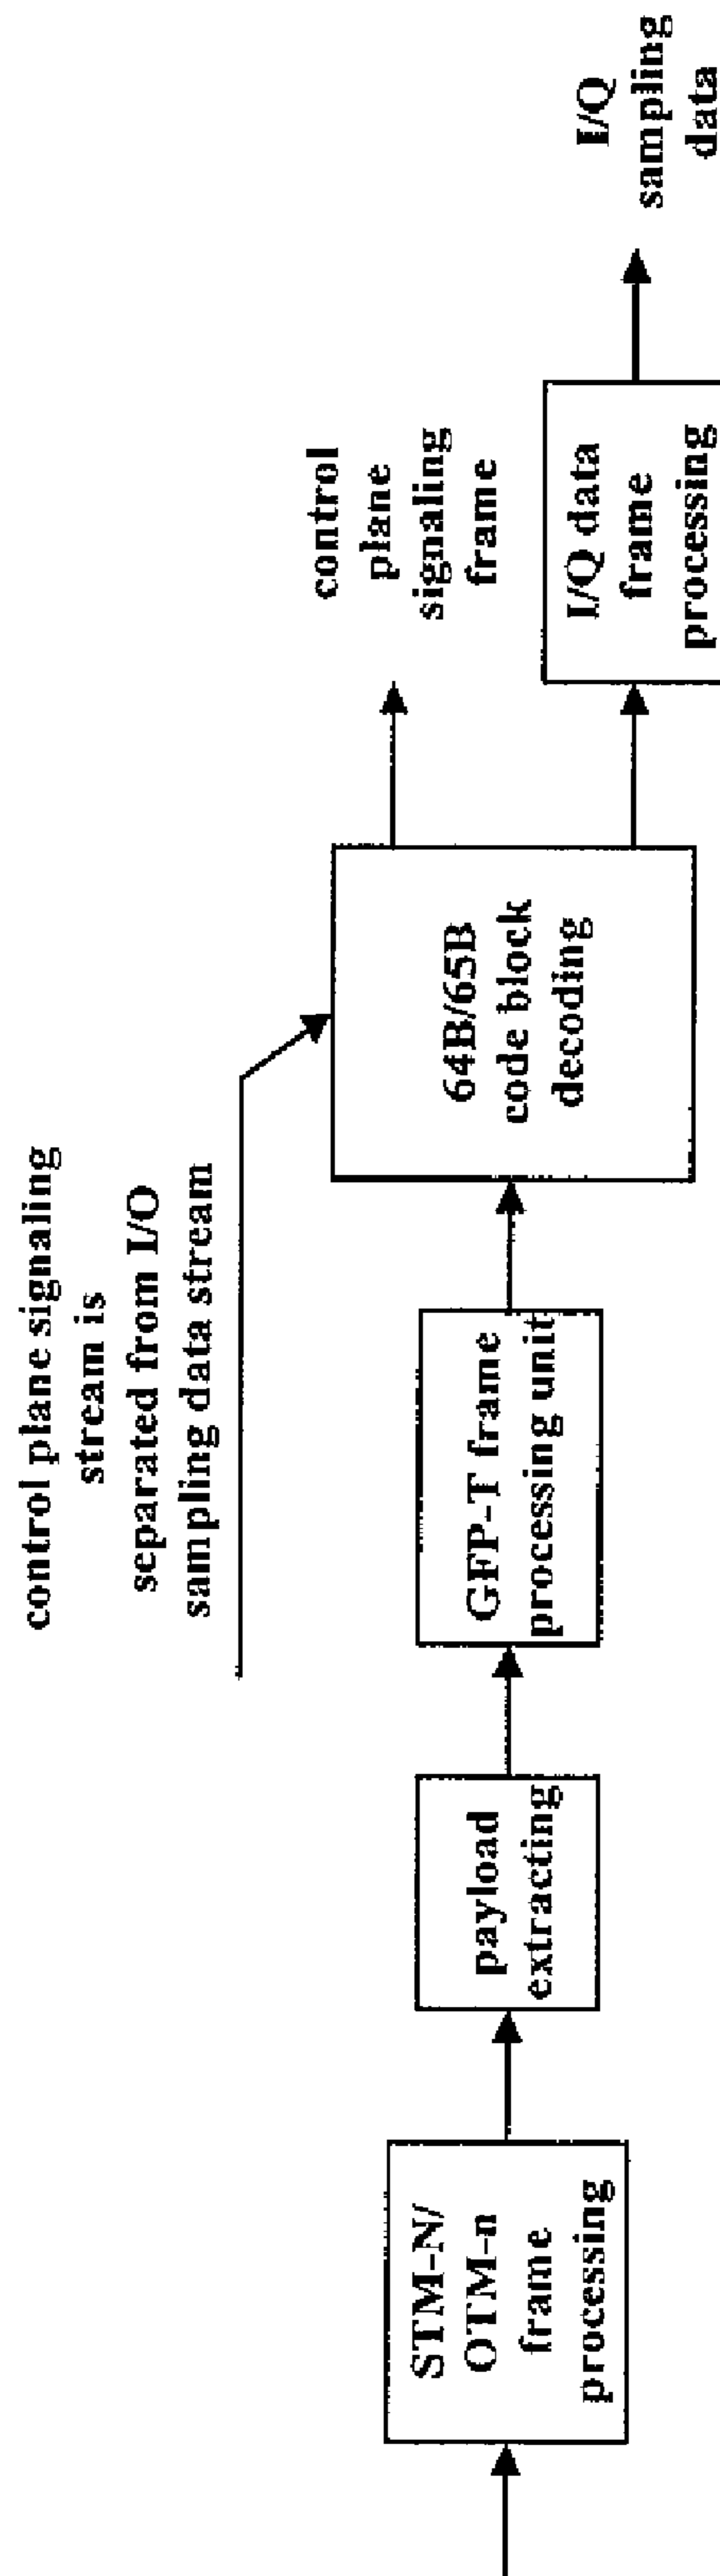 control plane signaling
stream is
separated from I/O
sampling data stream
STM-N/
OTM-n
frame
processing
payload
extracting
GFP-T frame
processing unit
64B/65B
code block
decoding
control
plane
signaling
frame
I/Q data
frame
processing
I/Q
sampling
data